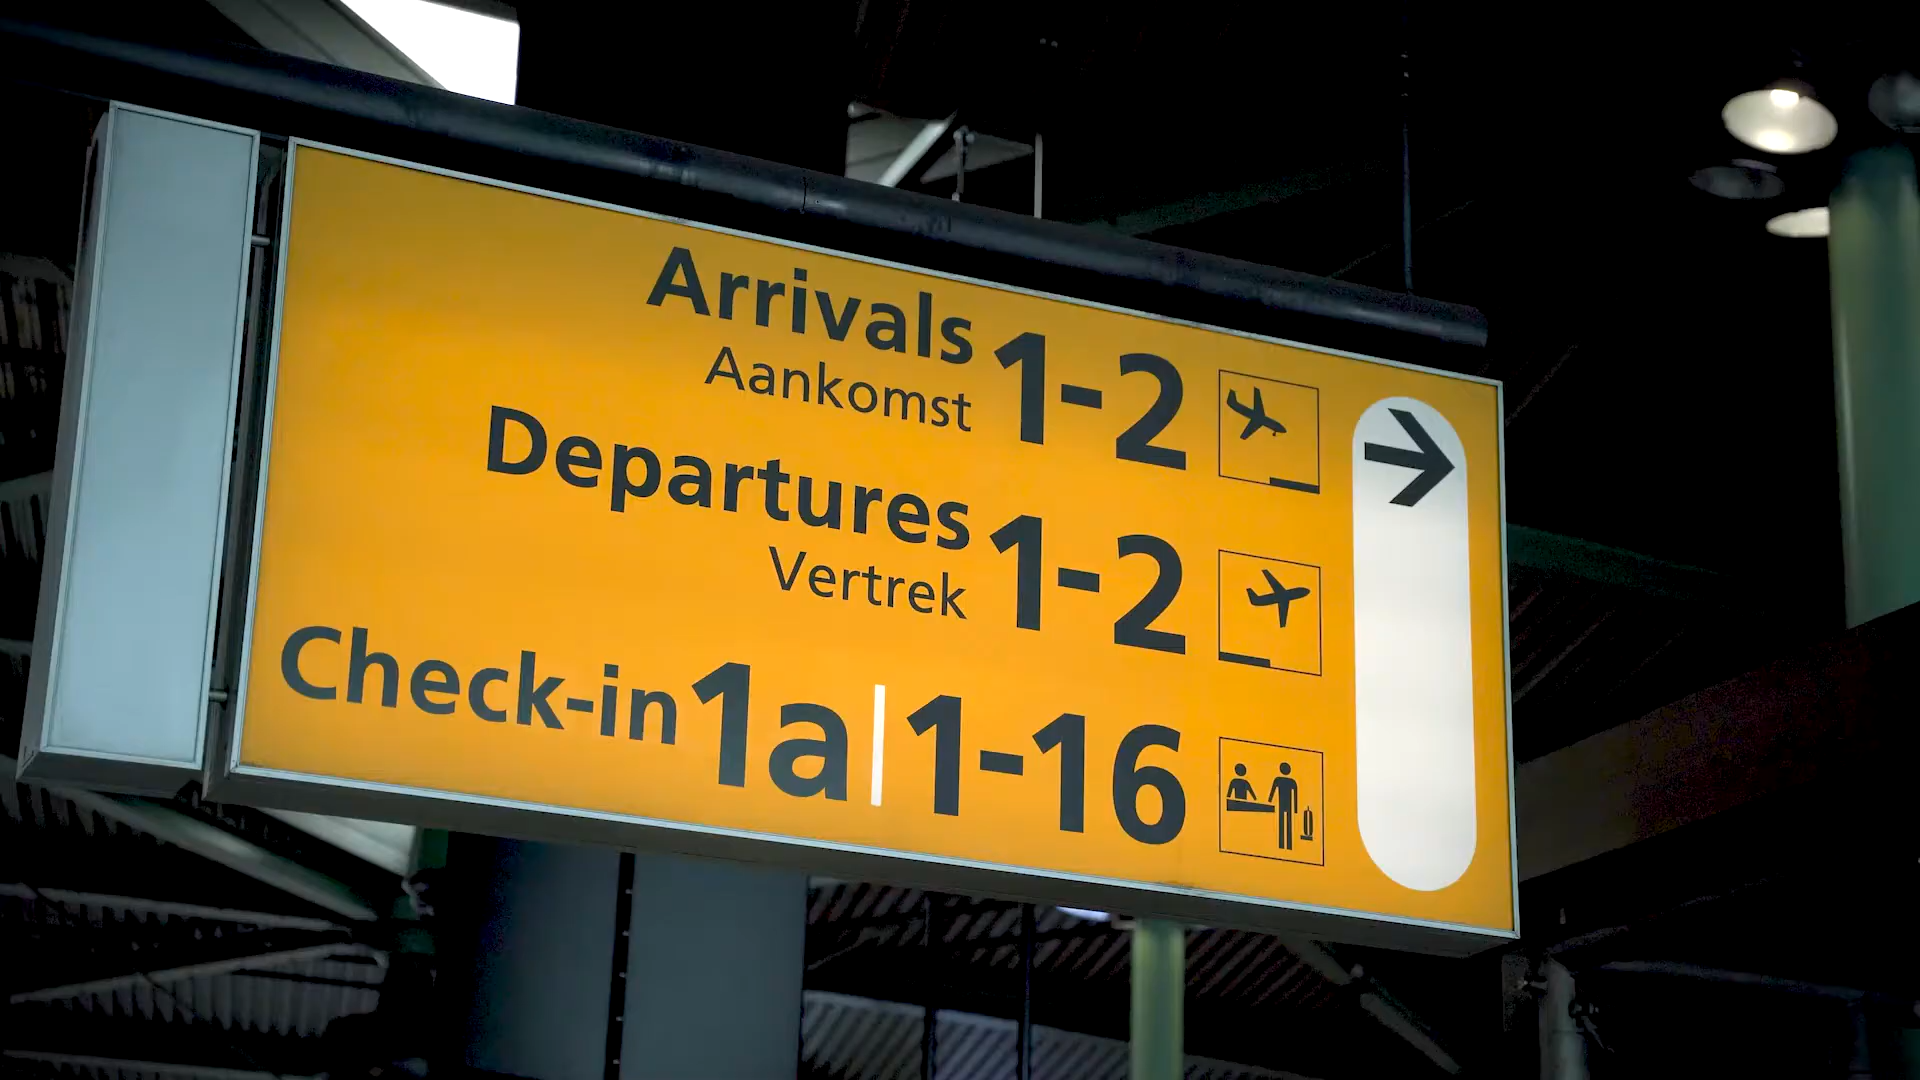 Arrivals 1-2
Aankomst
Departures 1-2
Vertrek
Check-in 1a|1-16